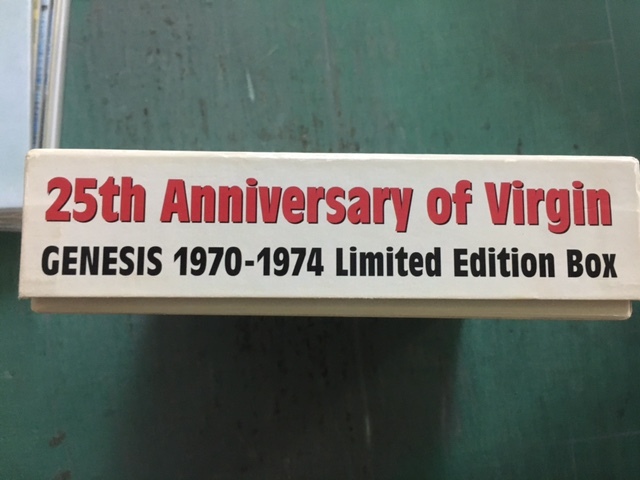 25th Anniversary of Virgin
GENESIS 1970-1974 Limited Edition Box